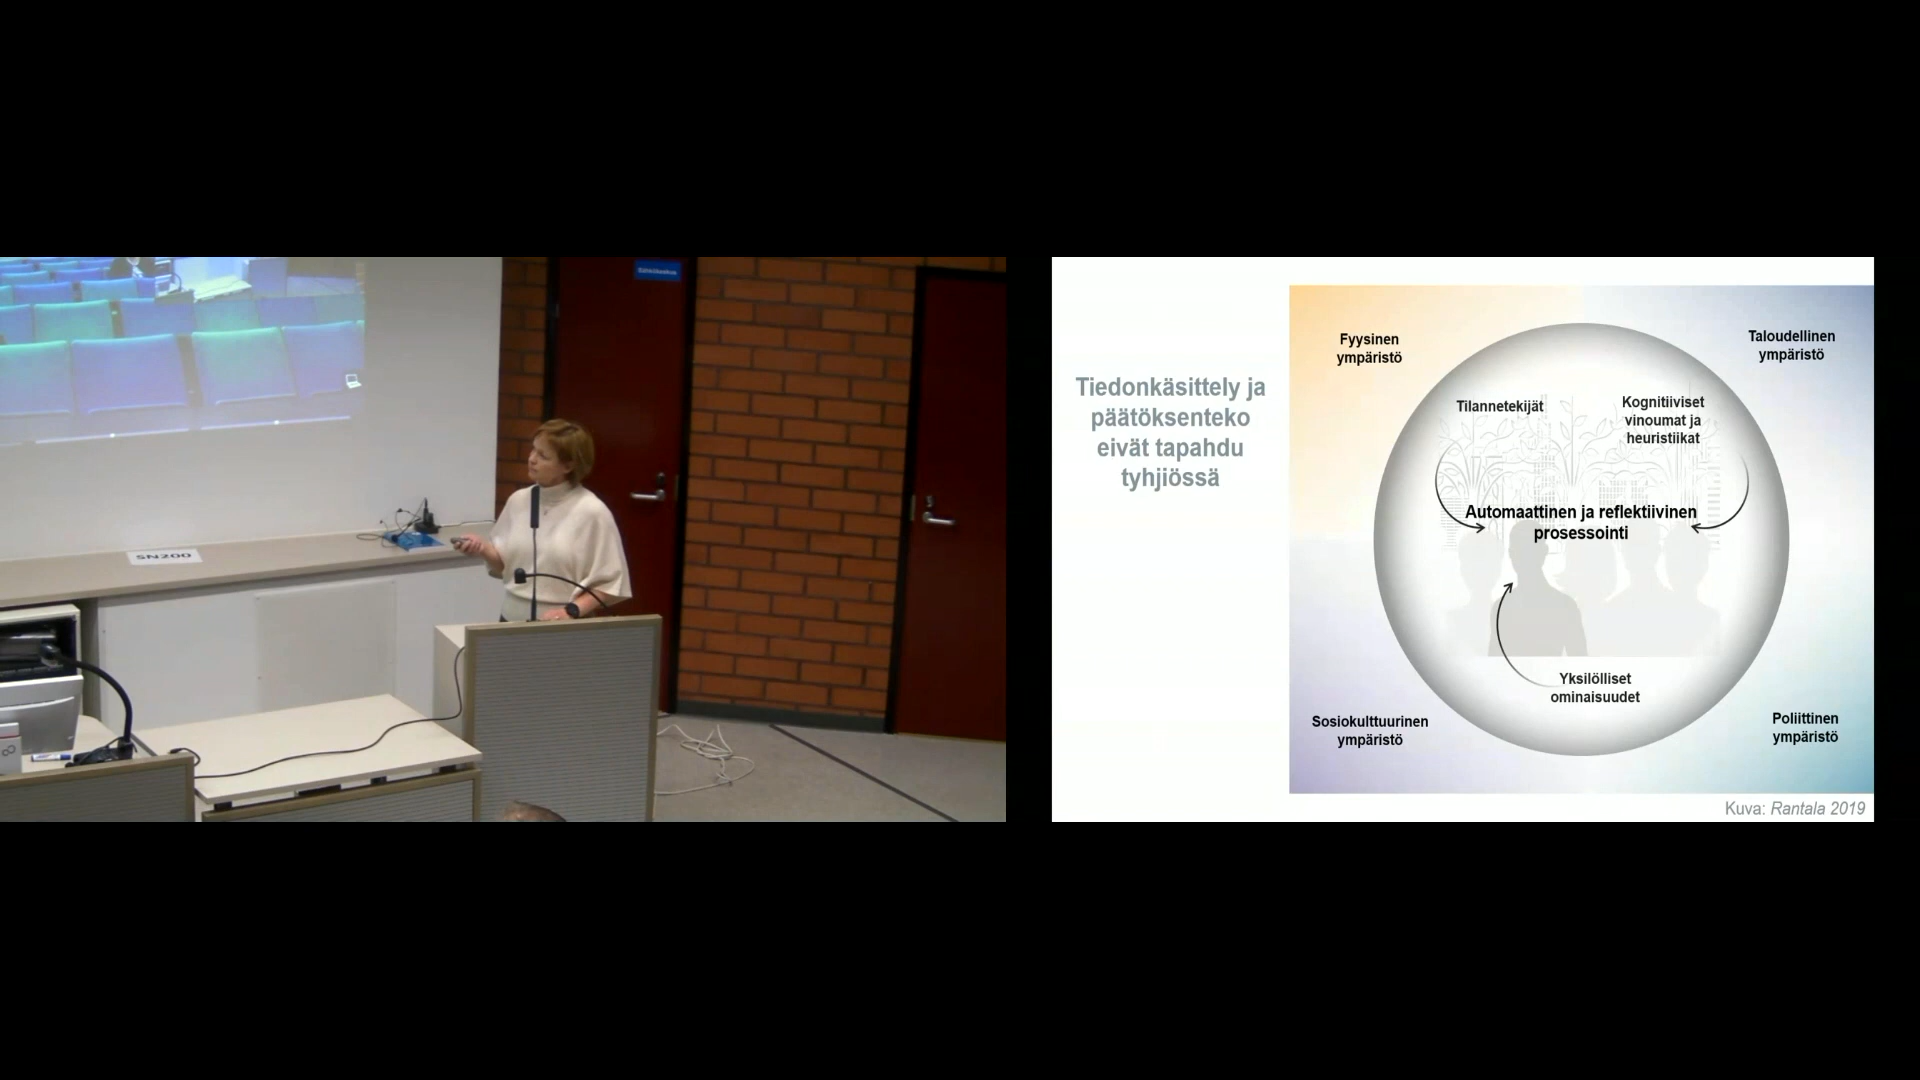 Sähkökeskus
SN200
Tiedonkäsittely ja
päätöksenteko
eivät tapahdu
tyhjiössä
Fyysinen
ympäristö
Taloudellinen
ympäristö
Tilannetekijät
Kognitiiviset
vinoumat ja
heuristiikat
Automaattinen ja reflektiivinen
prosessointi
Yksilölliset
ominaisuudet
Sosiokulttuurinen
ympäristö
Poliittinen
ympäristö
Kuva: Rantala 2019